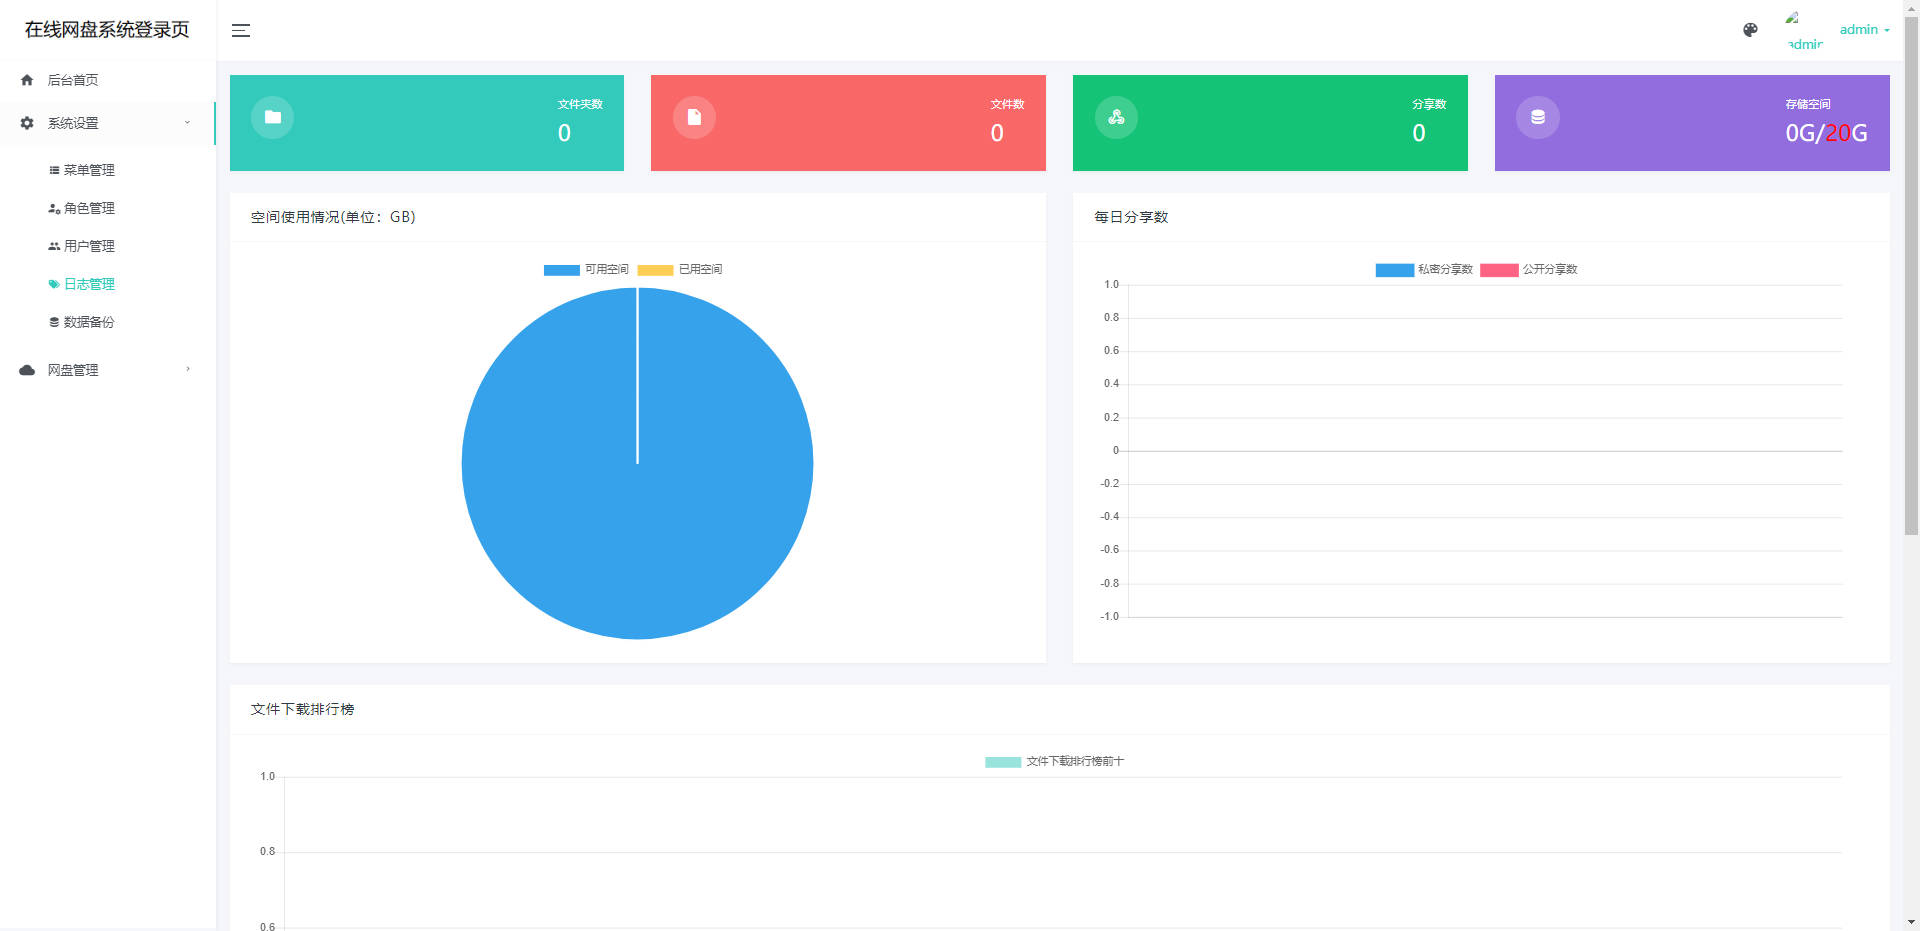 在线网盘系统登录页
admin
admin
后台首页
系统设置
菜单管理
角色管理
用户管理
日志管理
数据备份
网盘管理
文件夹数
0
文件数
0
分享数
0
存储空间
0G/20G
空间使用情况(单位：GB)
可用空间 已用空间
每日分享数
私密分享数 公开分享数
1.0
0.8
0.6
0.4
0.2
0
-0.2
-0.4
-0.6
-0.8
-1.0
文件下载排行榜
文件下载排行榜前十
1.0
0.8
0.6